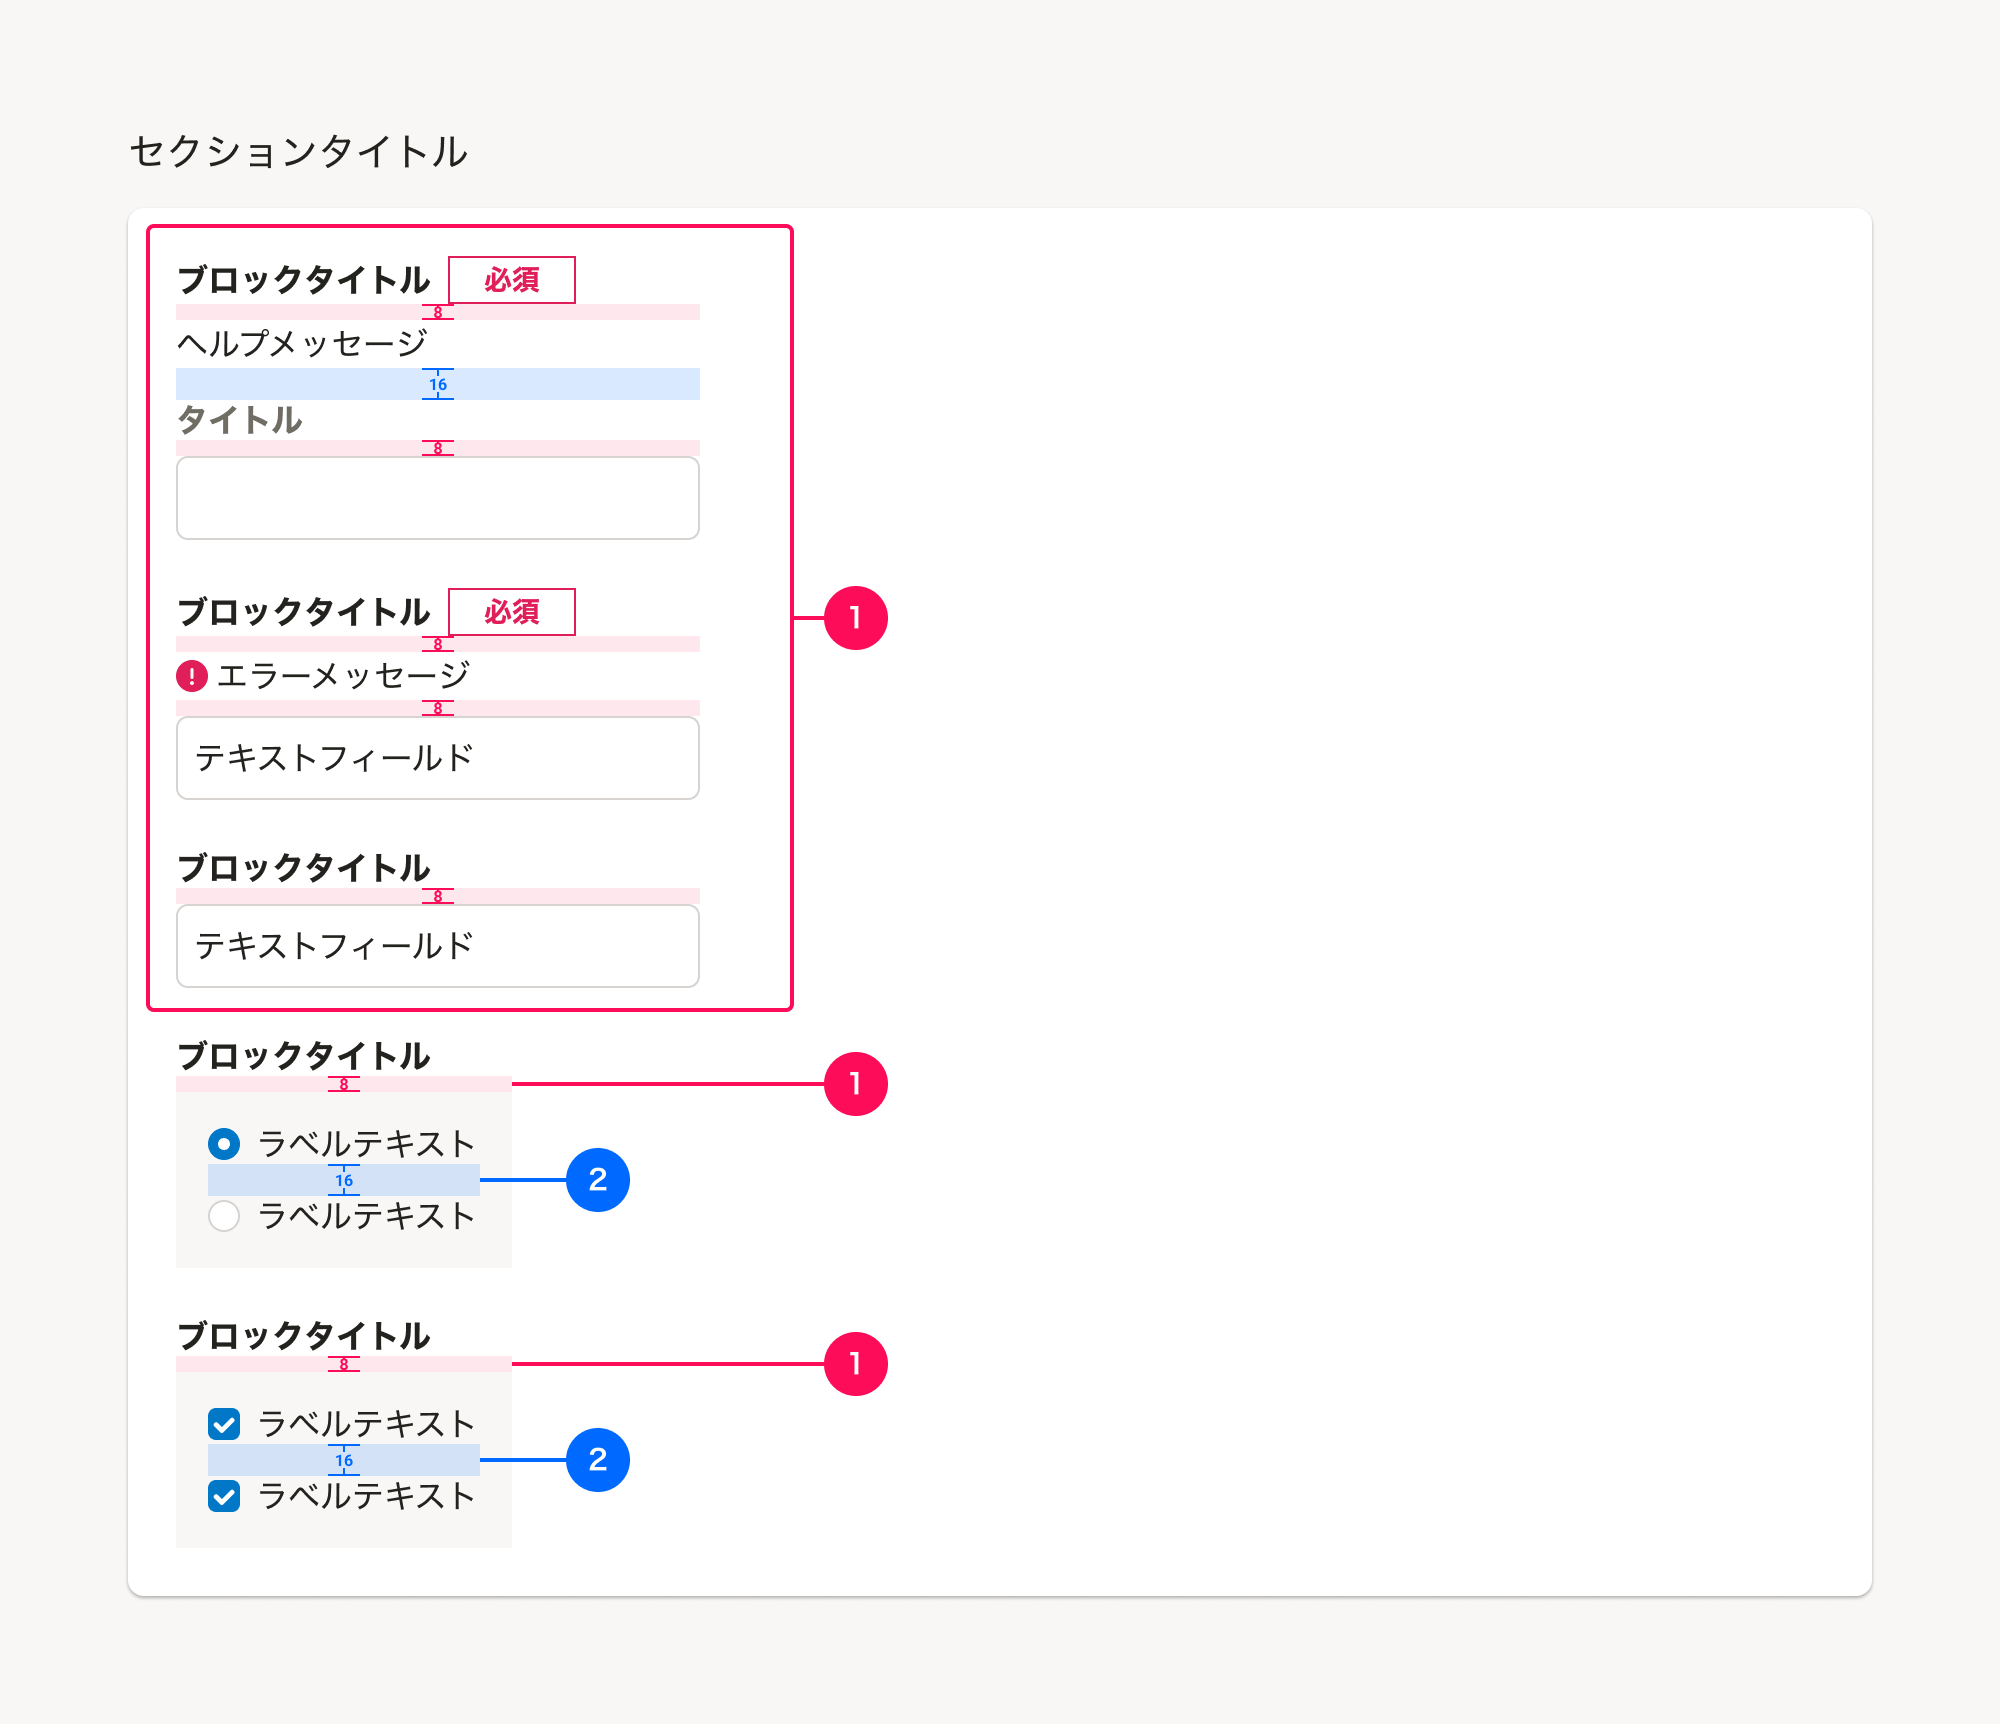 セクションタイトル
ブロックタイトル 必須
8
ヘルプメッセージ
16
タイトル
8
ブロックタイトル 必須
8
エラーメッセージ
1
8
テキストフィールド
ブロックタイトル
8
テキストフィールド
ブロックタイトル
8
1
ラベルテキスト
16
2
ラベルテキスト
ブロックタイトル
8
1
ラベルテキスト
16
2
ラベルテキスト